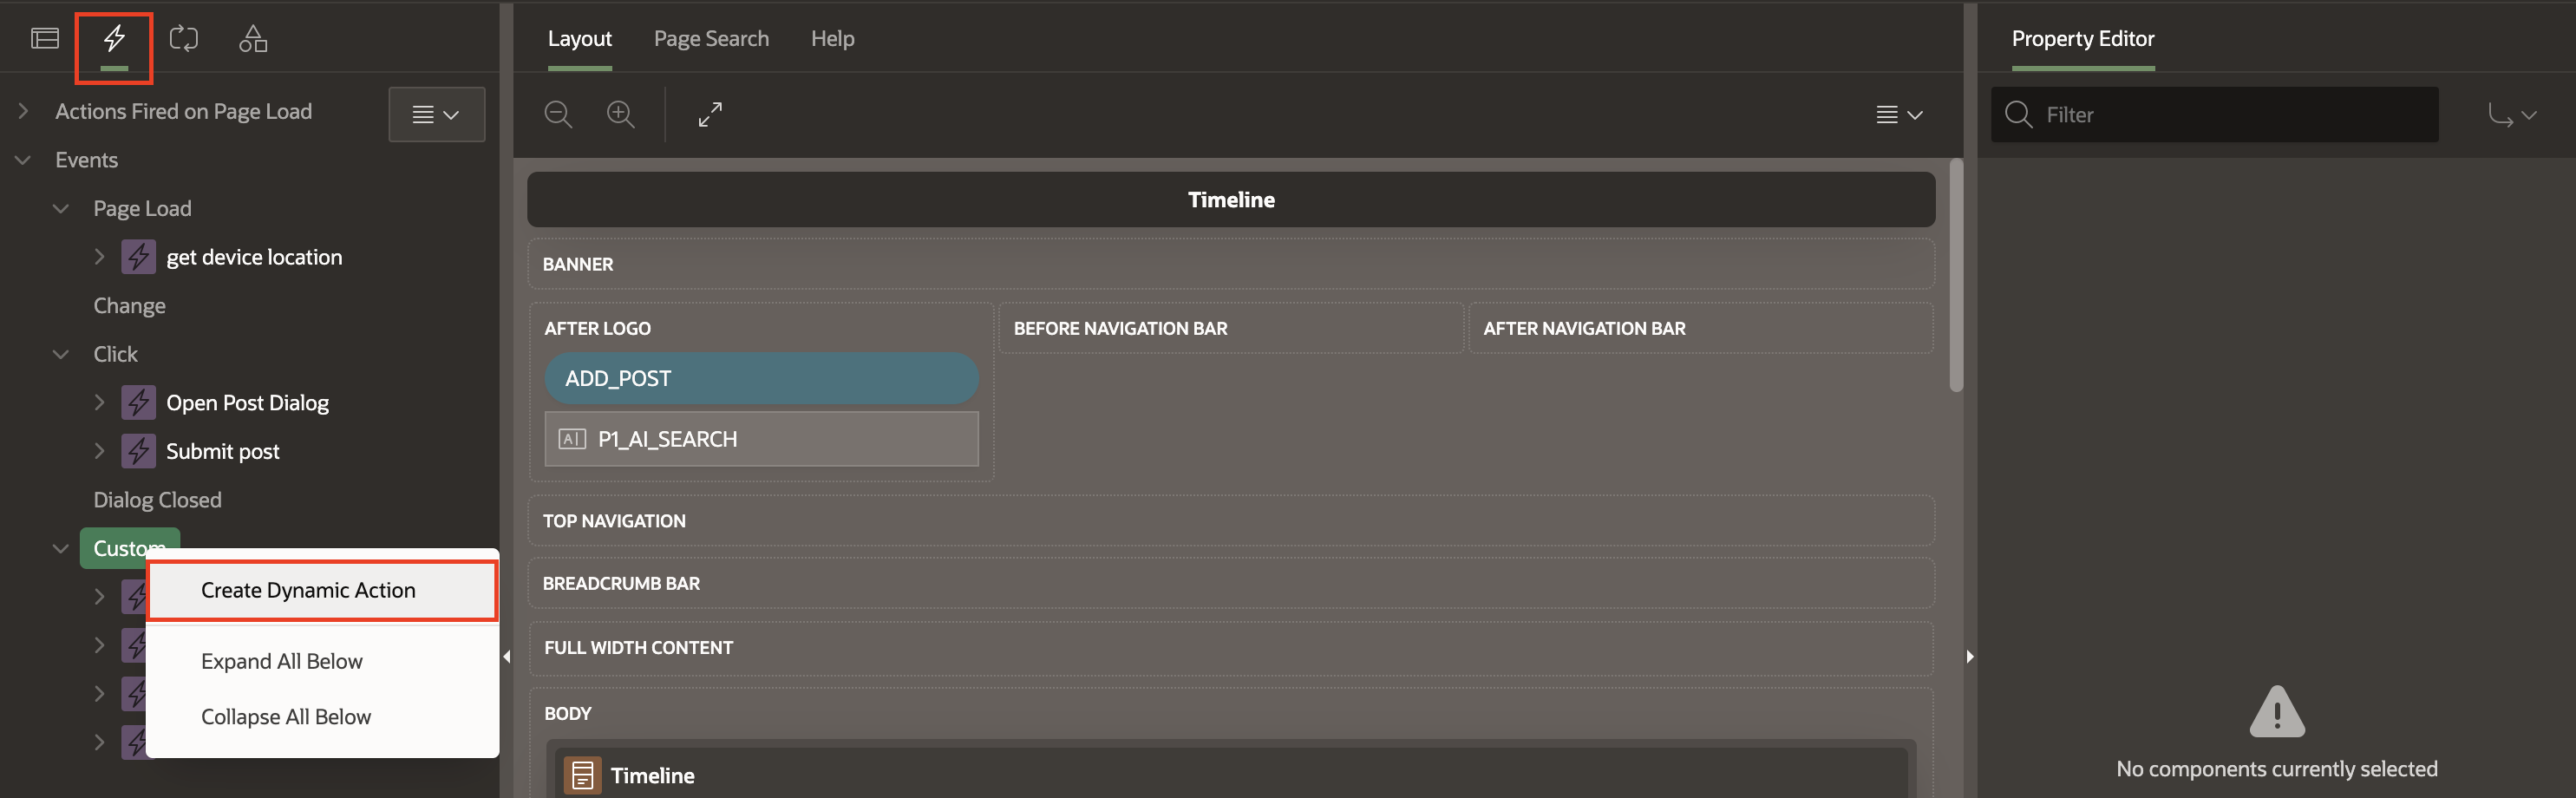 Layout
Page Search
Help
Property Editor
Actions Fired on Page Load
Events
Page Load
get device location
Change
Click
Open Post Dialog
Submit post
Dialog Closed
Custom
Create Dynamic Action
Expand All Below
Collapse All Below
Timeline
BANNER
AFTER LOGO
BEFORE NAVIGATION BAR
AFTER NAVIGATION BAR
ADD_POST
A P1_AI_SEARCH
TOP NAVIGATION
BREADCRUMB BAR
FULL WIDTH CONTENT
BODY
Timeline
Filter
No components currently selected